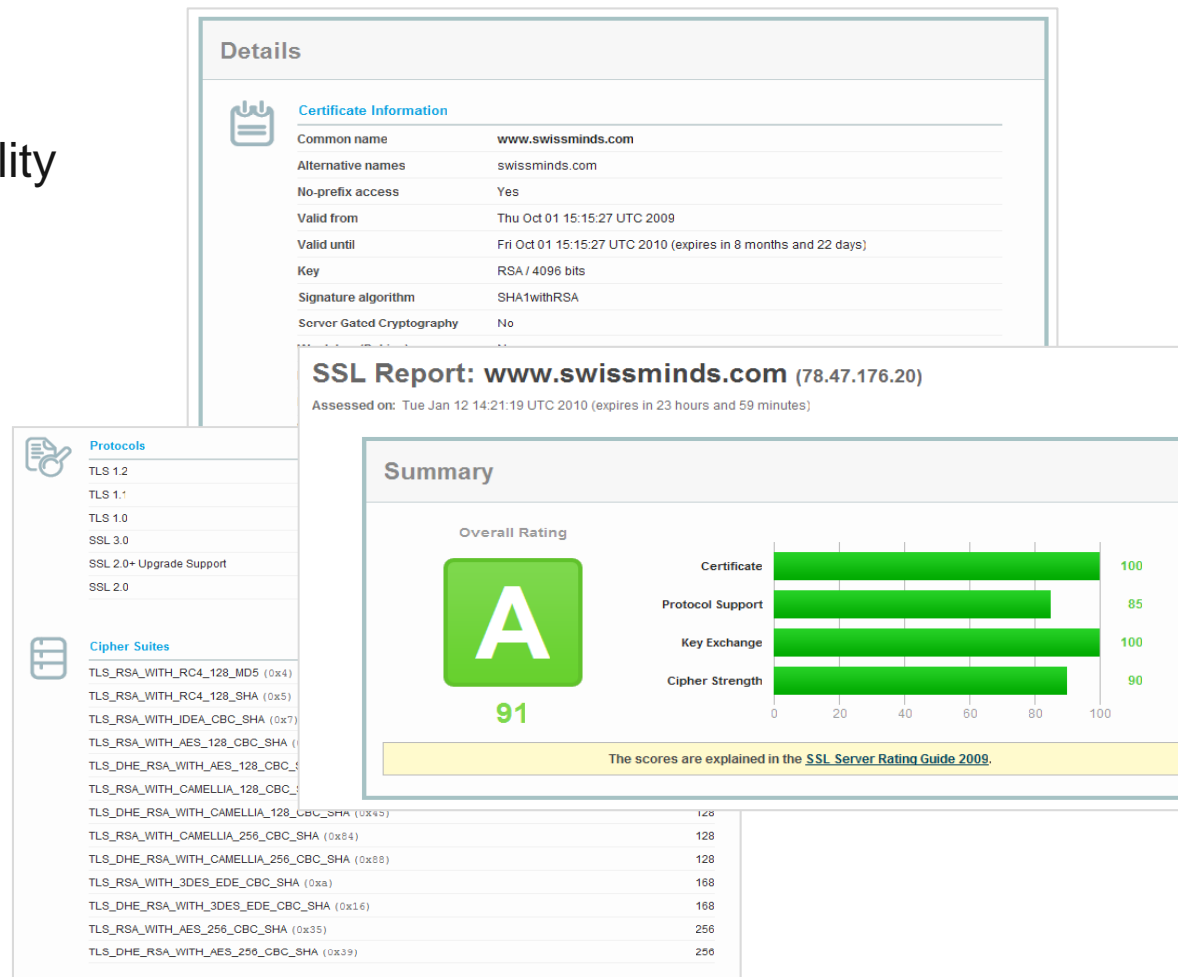 lity
Details
Certificate Information
Common name www.swissminds.com
Alternative names swissminds.com
No-prefix access Yes
Valid from Thu Oct 01 15:15:27 UTC 2009
Valid until Fri Oct 01 15:15:27 UTC 2010 (expires in 8 months and 22 days)
Key RSA / 4096 bits
Signature algorithm SHA1withRSA
Server Gated Cryptography No
SSL Report: www.swissminds.com (78.47.176.20)
Assessed on: Tue Jan 12 14:21:19 UTC 2010 (expires in 23 hours and 59 minutes)
Summary
Overall Rating
A
91
Certificate 100
Protocol Support 85
Key Exchange 100
Cipher Strength 90
0 20 40 60 80 100
The scores are explained in the SSL Server Rating Guide 2009.
Protocols
TLS 1.2
TLS 1.1
TLS 1.0
SSL 3.0
SSL 2.0+ Upgrade Support
SSL 2.0
Cipher Suites
TLS_RSA_WITH_RC4_128_MD5 (0x4)
TLS_RSA_WITH_RC4_128_SHA (0x5)
TLS_RSA_WITH_IDEA_CBC_SHA (0x7)
TLS_RSA_WITH_AES_128_CBC_SHA (
TLS_DHE_RSA_WITH_AES_128_CBC_S
TLS_RSA_WITH_CAMELLIA_128_CBC_S
TLS_DHE_RSA_WITH_CAMELLIA_128_CBC_SHA (0x45) 128
TLS_RSA_WITH_CAMELLIA_256_CBC_SHA (0x84) 128
TLS_DHE_RSA_WITH_CAMELLIA_256_CBC_SHA (0x88) 128
TLS_RSA_WITH_3DES_EDE_CBC_SHA (0xa) 168
TLS_DHE_RSA_WITH_3DES_EDE_CBC_SHA (0x16) 168
TLS_RSA_WITH_AES_256_CBC_SHA (0x35) 256
TLS_DHE_RSA_WITH_AES_256_CBC_SHA (0x39) 256